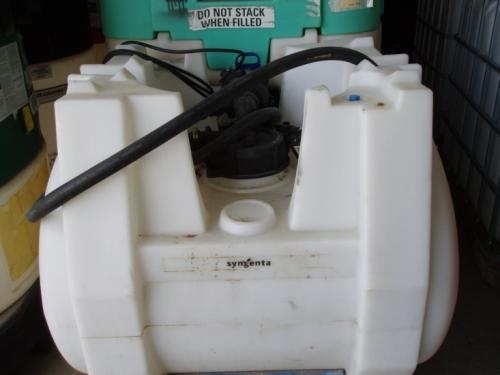 DO NOT STACK
WHEN FILLED
syngenta